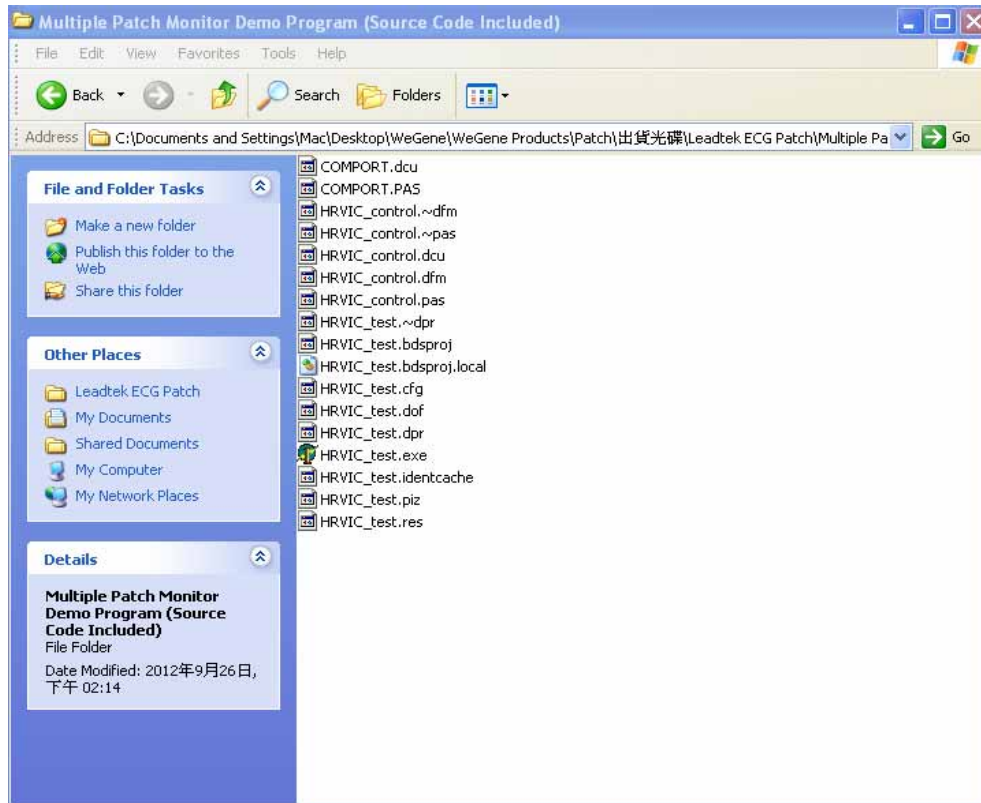 Multiple Patch Monitor Demo Program (Source Code Included)
File Edit View Favorites Tools Help
Back Search Folders
Address C:\Documents and Settings\Mac\Desktop\WeGene\WeGene Products\Patch\出貨光碟\Leadtek ECG Patch\Multiple Pa Go
File and Folder Tasks
Make a new folder
Publish this folder to the
Web
Share this folder
Other Places
Leadtek ECG Patch
My Documents
Shared Documents
My Computer
My Network Places
Details
Multiple Patch Monitor
Demo Program (Source
Code Included)
File Folder
Date Modified: 2012年9月26日,
下午 02:14
COMPORT.dcu
COMPORT.PAS
HRVIC_control.~dfm
HRVIC_control.~pas
HRVIC_control.dcu
HRVIC_control.dfm
HRVIC_control.pas
HRVIC_test.~dpr
HRVIC_test.bdsproj
HRVIC_test.bdsproj.local
HRVIC_test.cfg
HRVIC_test.dof
HRVIC_test.dpr
HRVIC_test.exe
HRVIC_test.identcache
HRVIC_test.piz
HRVIC_test.res